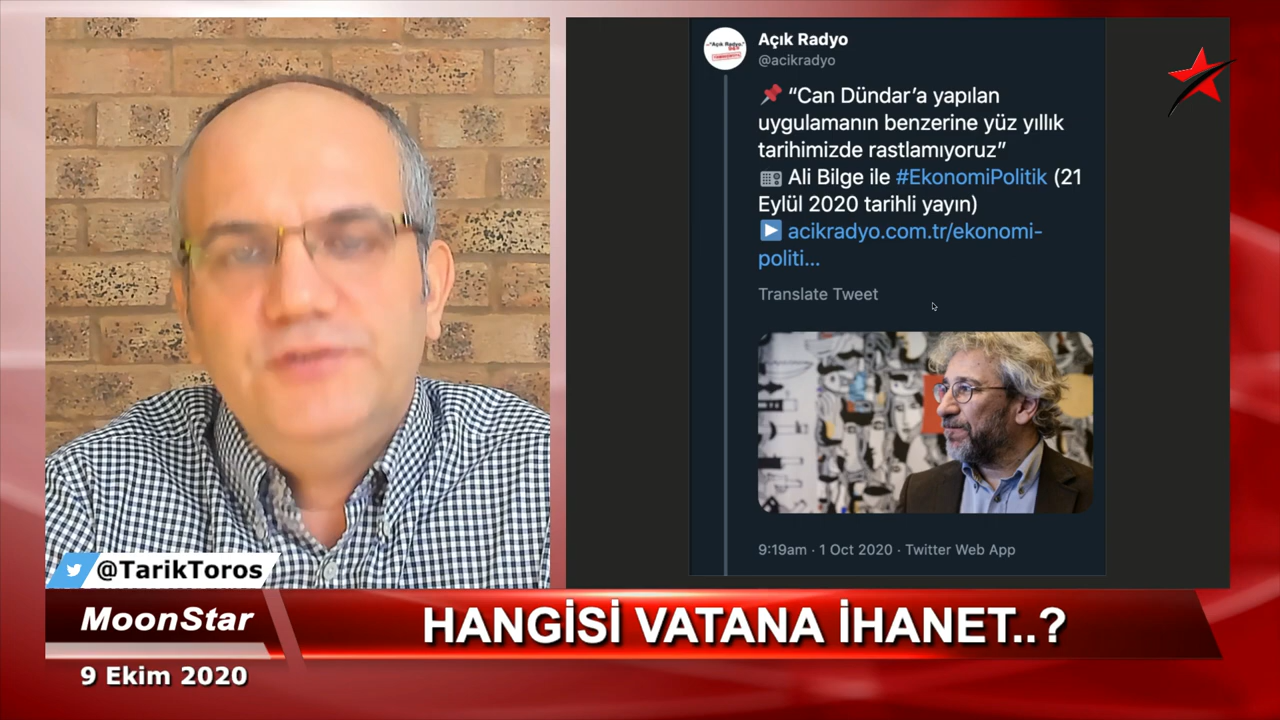 Açık Radyo
@acikradyo
📌 “Can Dündar’a yapılan
uygulamanın benzerine yüz yıllık
tarihimizde rastlamıyoruz”
📻 Ali Bilge ile #EkonomiPolitik (21
Eylül 2020 tarihli yayın)
▶️ acikradyo.com.tr/ekonomi-
politi...
Translate Tweet
9:19am · 1 Oct 2020 · Twitter Web App
@TarikToros
MoonStar
HANGİSİ VATANA İHANET..?
9 Ekim 2020